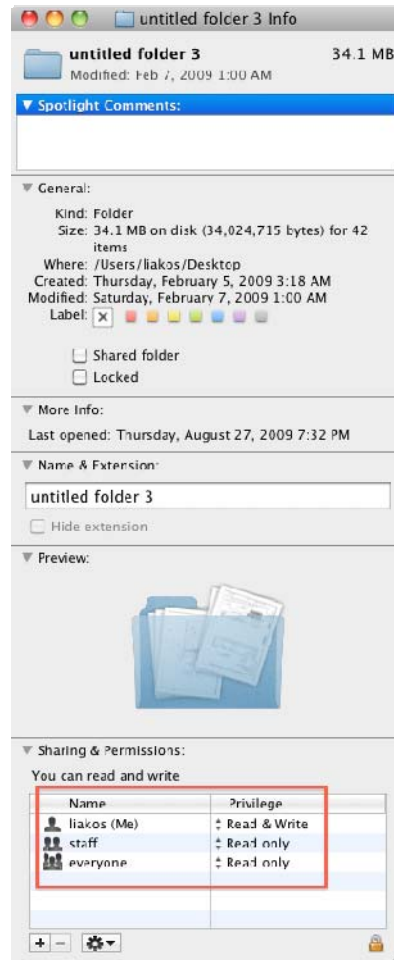 untitled folder 3 Info
untitled folder 3 34.1 MB
Modified: Feb 7, 2009 1:00 AM
Spotlight Comments:
General:
Kind: Folder
Size: 34.1 MB on disk (34,024,715 bytes) for 42
items
Where: /Users/liakos/Desktop
Created: Thursday, February 5, 2009 3:18 AM
Modified: Saturday, February 7, 2009 1:00 AM
Label:
Shared folder
Locked
More Info:
Last opened: Thursday, August 27, 2009 7:32 PM
Name & Extension:
untitled folder 3
Hide extension
Preview:
Sharing & Permissions:
You can read and write
Name Privilege
liakos (Me) Read & Write
staff Read only
everyone Read only